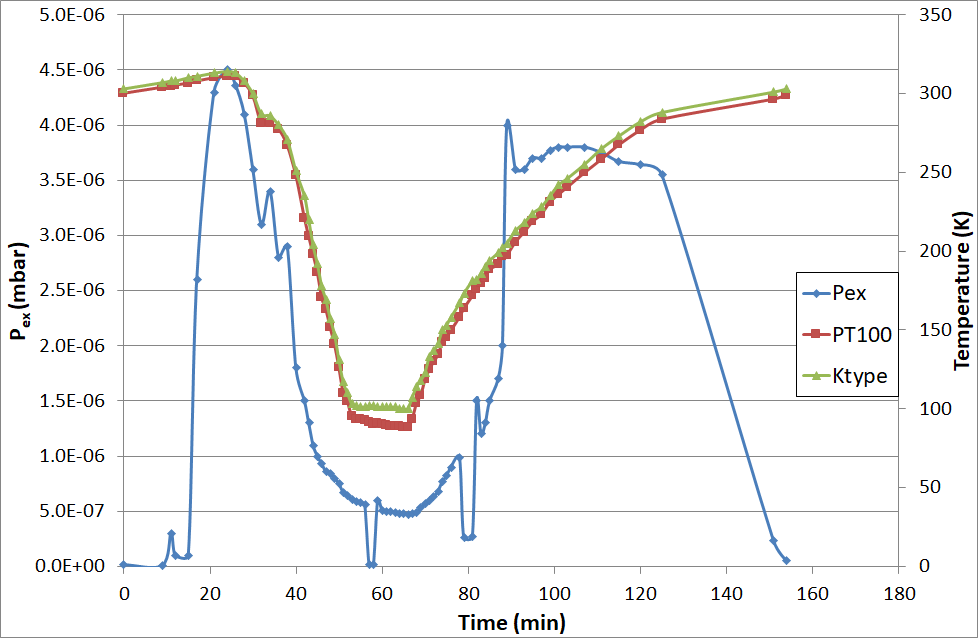 5.0E-06
4.5E-06
4.0E-06
3.5E-06
3.0E-06
2.5E-06
2.0E-06
1.5E-06
1.0E-06
5.0E-07
0.0E+00
Pex (mbar)
0 20 40 60 80 100 120 140 160 180
Time (min)
350
300
250
200
150
100
50
0
Temperature (K)
Pex
PT100
Ktype